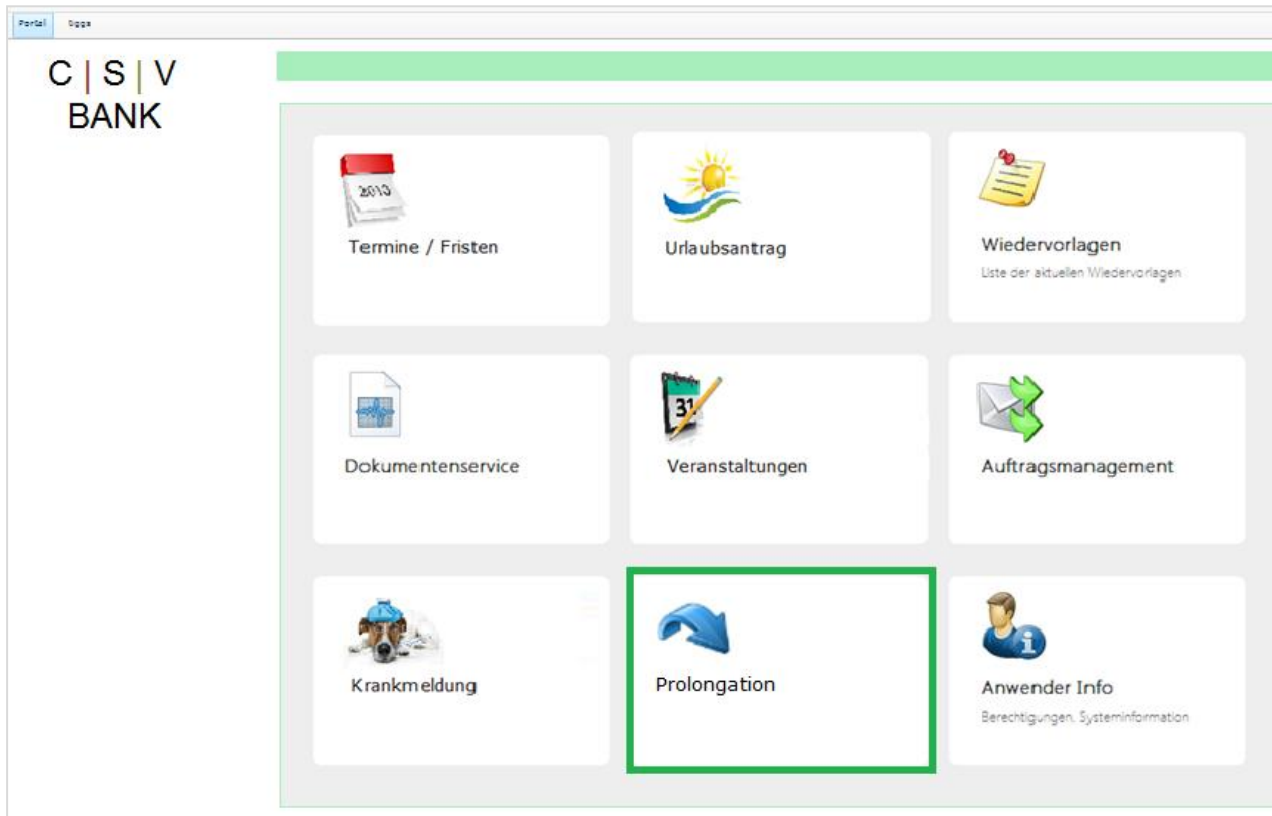 Portal
C | S | V
BANK
2013
Termine / Fristen
Urlaubsantrag
Wiedervorlagen
Liste der aktuellen Wiedervorlagen
Dokumentenservice
31
Veranstaltungen
Auftragsmanagement
Krankmeldung
Prolongation
Anwender Info
Berechtigungen, Systeminformation